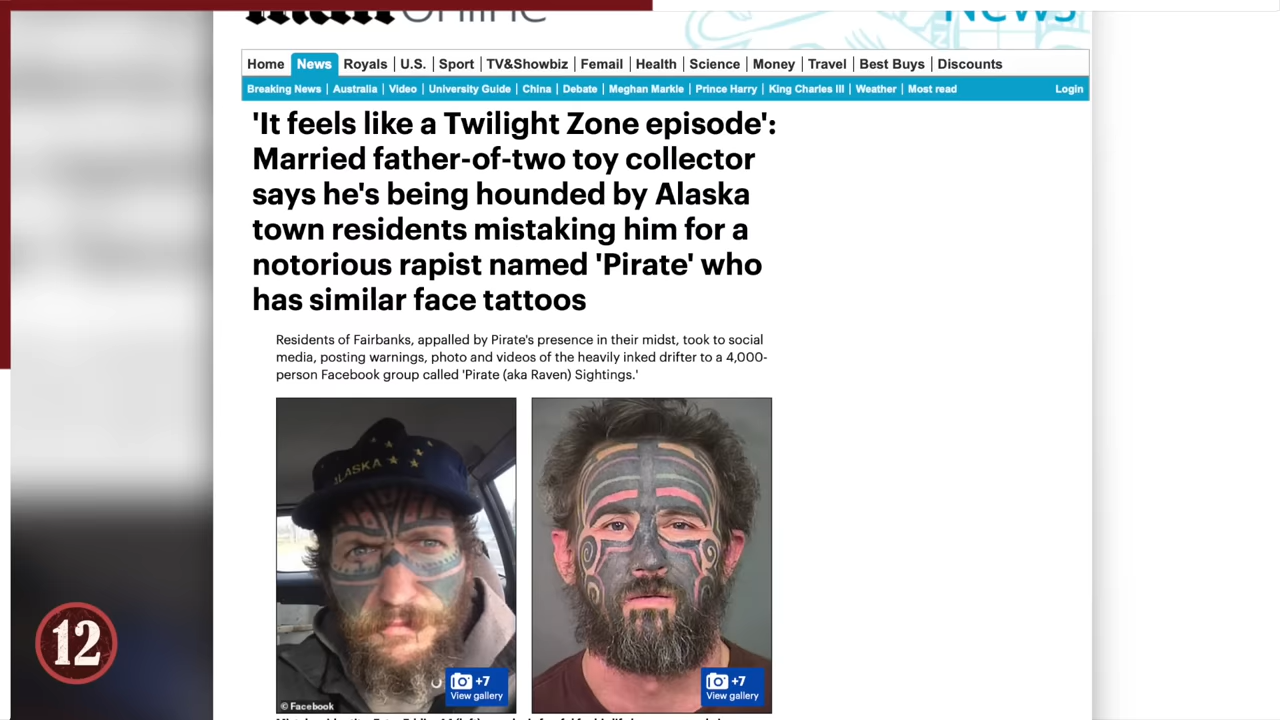 Online
NEWS
Home | News | Royals | U.S. | Sport | TV&Showbiz | Femail | Health | Science | Money | Travel | Best Buys | Discounts
Breaking News | Australia | Video | University Guide | China | Debate | Meghan Markle | Prince Harry | King Charles III | Weather | Most read Login
'It feels like a Twilight Zone episode':
Married father-of-two toy collector
says he's being hounded by Alaska
town residents mistaking him for a
notorious rapist named 'Pirate' who
has similar face tattoos
Residents of Fairbanks, appalled by Pirate's presence in their midst, took to social
media, posting warnings, photo and videos of the heavily inked drifter to a 4,000-
person Facebook group called 'Pirate (aka Raven) Sightings.'
ALASKA
+7
View gallery
© Facebook
+7
View gallery
12